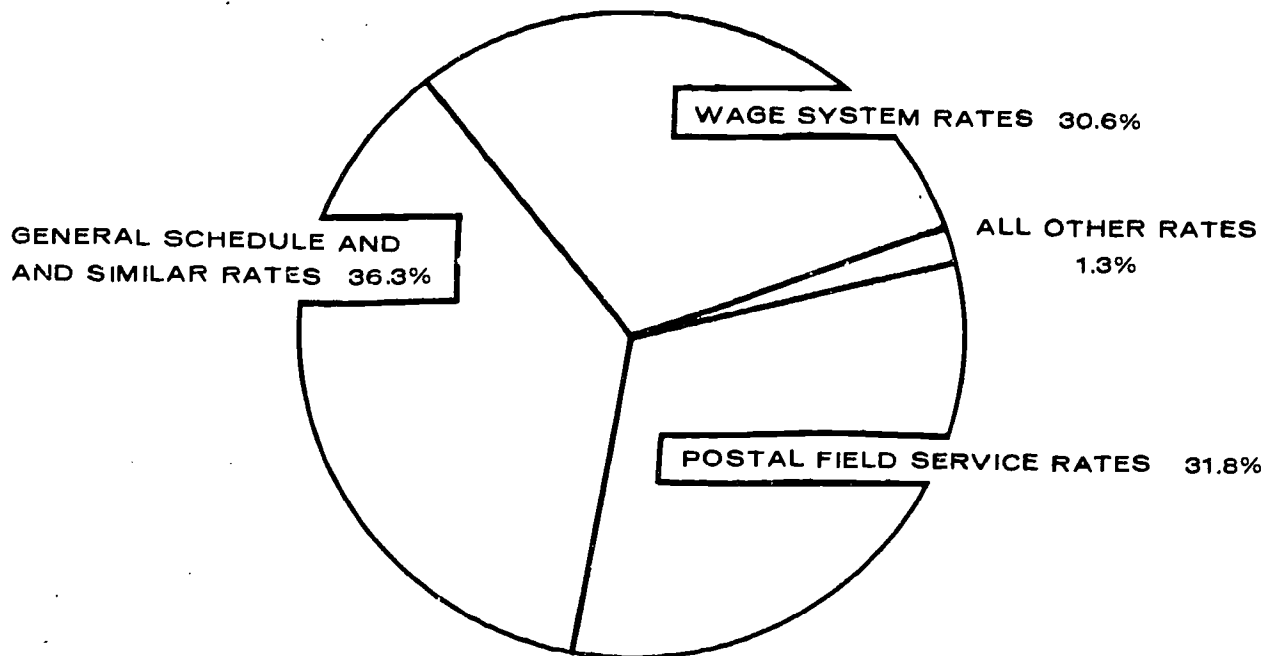 WAGE SYSTEM RATES 30.6%
ALL OTHER RATES
1.3%
GENERAL SCHEDULE AND
AND SIMILAR RATES 36.3%
POSTAL FIELD SERVICE RATES 31.8%